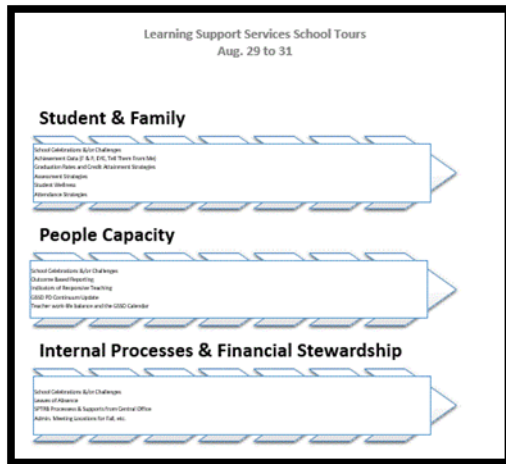 Learning Support Services School Tours
Aug. 29 to 31
Student & Family
School Celebrations &/or Challenges
Achievement Data (F & P, EYE, Tell Them From Me)
Graduation Rates and Credit Attainment Strategies
Assessment Strategies
Student Wellness
Attendance Strategies
People Capacity
School Celebrations &/or Challenges
Outcome Based Reporting
Indicators of Responsive Teaching
GSSD PD Continuum Update
Teacher work-life balance and the GSSD Calendar
Internal Processes & Financial Stewardship
School Celebrations &/or Challenges
Leaves of Absence
Processes & Supports from Central Office
Admin. Meeting Locations for Fall, etc.